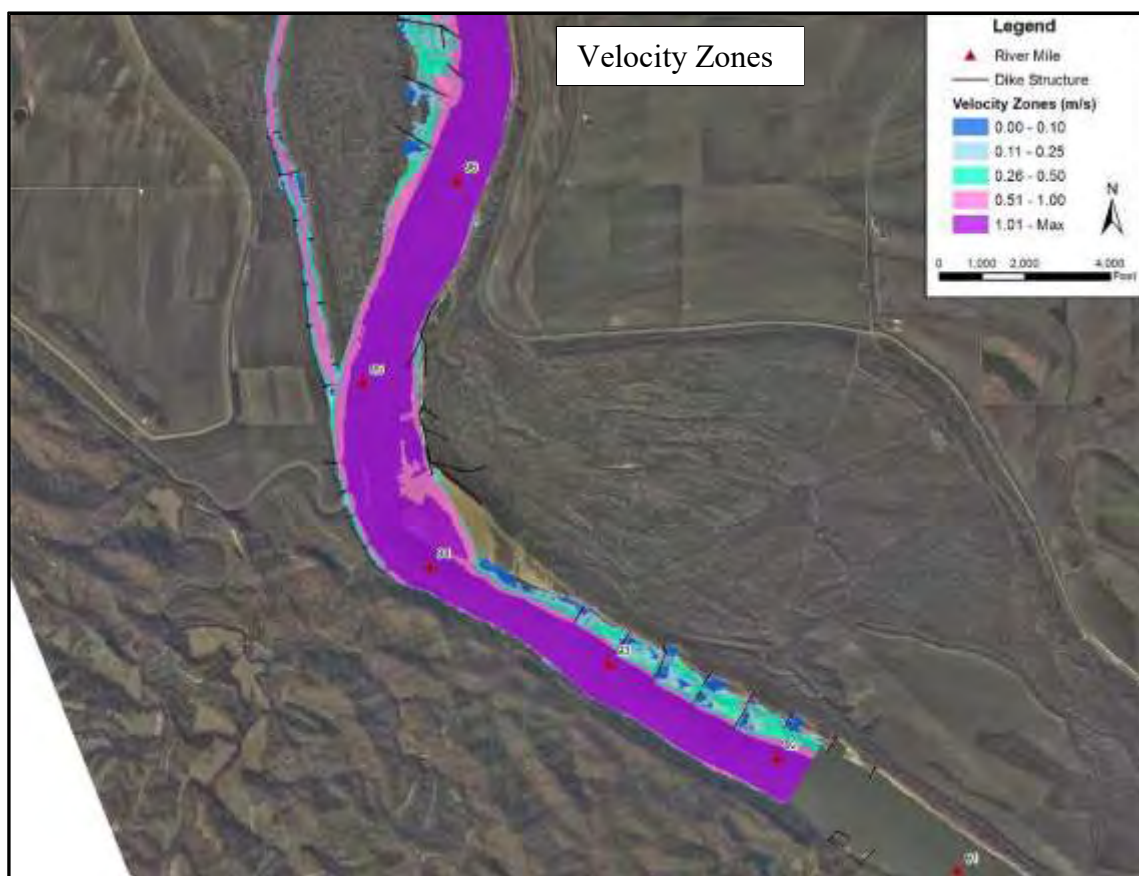 Velocity Zones
Legend
River Mile
Dike Structure
Velocity Zones (m/s)
0.00 - 0.10
0.11 - 0.25
0.26 - 0.50
0.51 - 1.00
1.01 - Max
N
0 1,000 2,000 4,000
Feet